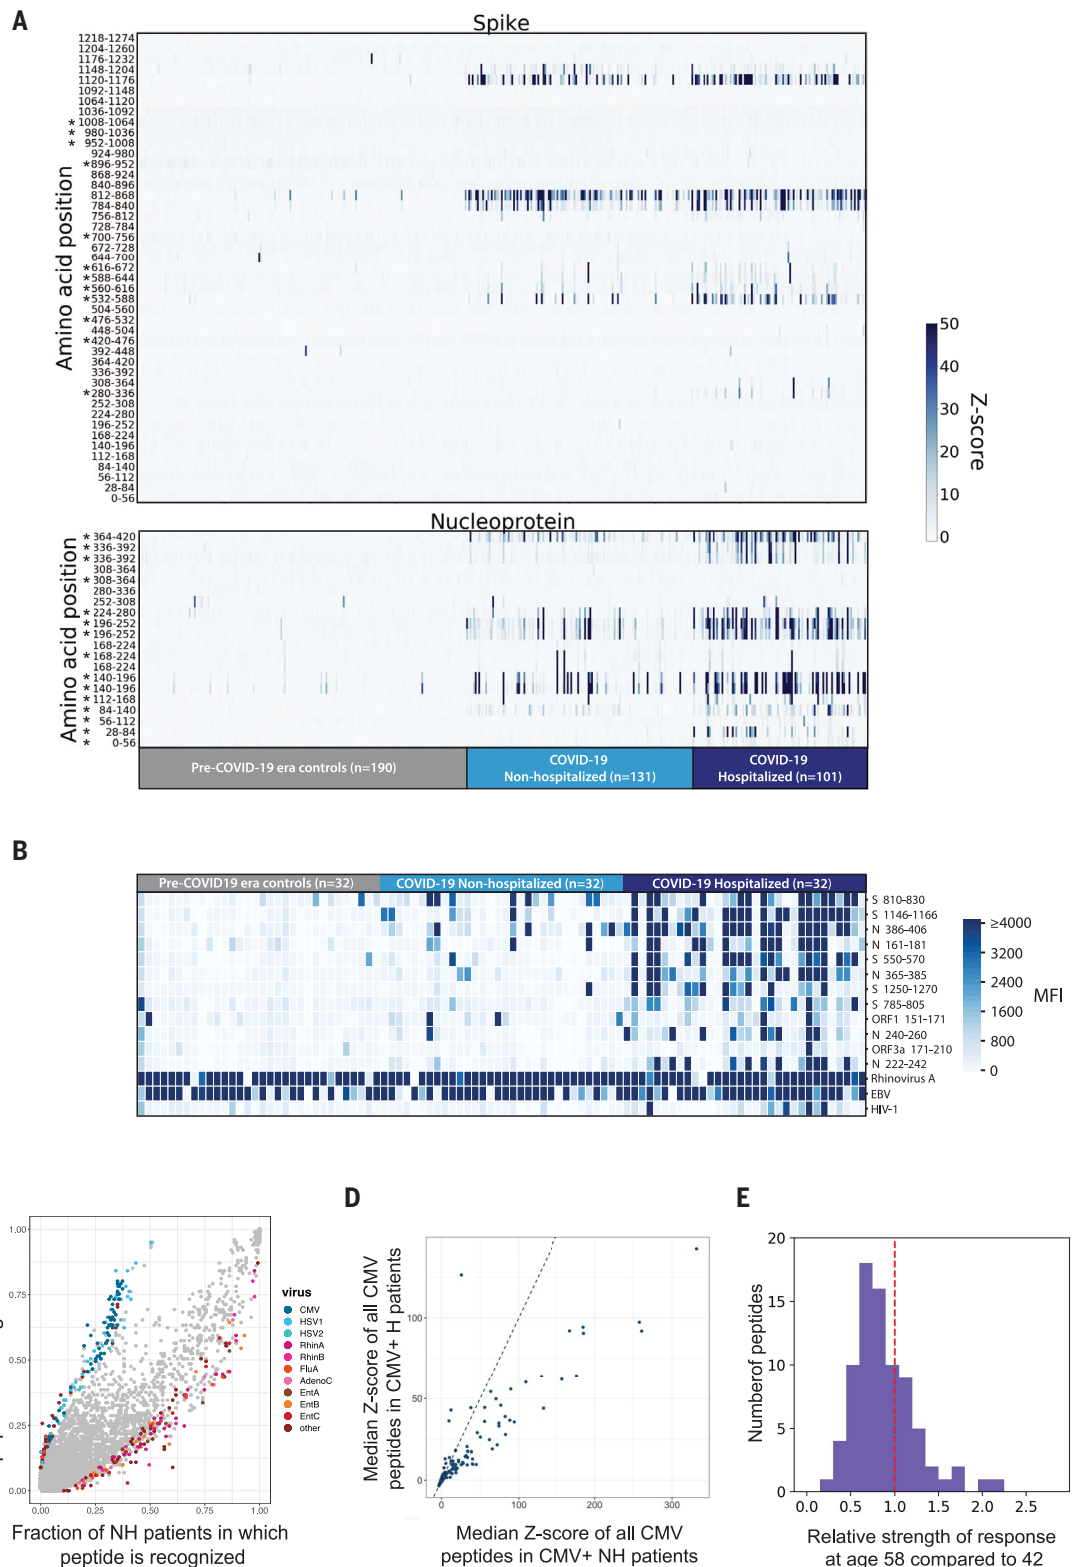 A
Spike
1218-1274
1204-1260
1176-1232
1148-1204
1120-1176
1092-1148
1064-1120
1036-1092
* 1008-1064
* 980-1036
* 952-1008
924-980
* 896-952
868-924
840-896
812-868
784-840
756-812
728-784
* 700-756
672-728
644-700
* 616-672
* 588-644
* 560-616
* 532-588
504-560
* 476-532
448-504
* 420-476
392-448
364-420
336-392
308-364
* 280-336
252-308
224-280
196-252
168-224
140-196
112-168
84-140
56-112
28-84
0-56
Amino acid position
50
40
30
20
10
0
Z-score
Nucleoprotein
* 364-420
* 336-392
* 336-392
308-364
* 308-364
280-336
252-308
* 224-280
* 196-252
* 196-252
168-224
* 168-224
168-224
* 140-196
* 140-196
* 112-168
* 84-140
* 56-112
* 28-84
* 0-56
Amino acid position
Pre-COVID-19 era controls (n=190)
COVID-19
Non-hospitalized (n=131)
COVID-19
Hospitalized (n=101)
B
Pre-COVID19 era controls (n=32)
COVID-19 Non-hospitalized (n=32)
COVID-19 Hospitalized (n=32)
S 810-830
S 1146-1166
N 386-406
N 161-181
S 550-570
N 365-385
S 1250-1270
S 785-805
ORF1 151-171
N 240-260
ORF3a 171-210
N 222-242
Rhinovirus A
EBV
HIV-1
≥4000
3200
2400
1600
800
0
MFI
1.00
0.50
0.25
0.00
0.00
0.25
0.50
0.75
1.00
Fraction of NH patients in which
peptide is recognized
virus
CMV
HSV1
HSV2
RhinA
RhinB
FluA
AdenoC
EntA
EntB
EntC
other
D
Median Z-score of all CMV
peptides in CMV+ H patients
100
50
0
0
100
200
300
Median Z-score of all CMV
peptides in CMV+ NH patients
E
Number of peptides
20
15
10
5
0
0.0
0.5
1.0
1.5
2.0
2.5
Relative strength of response
at age 58 compared to 42